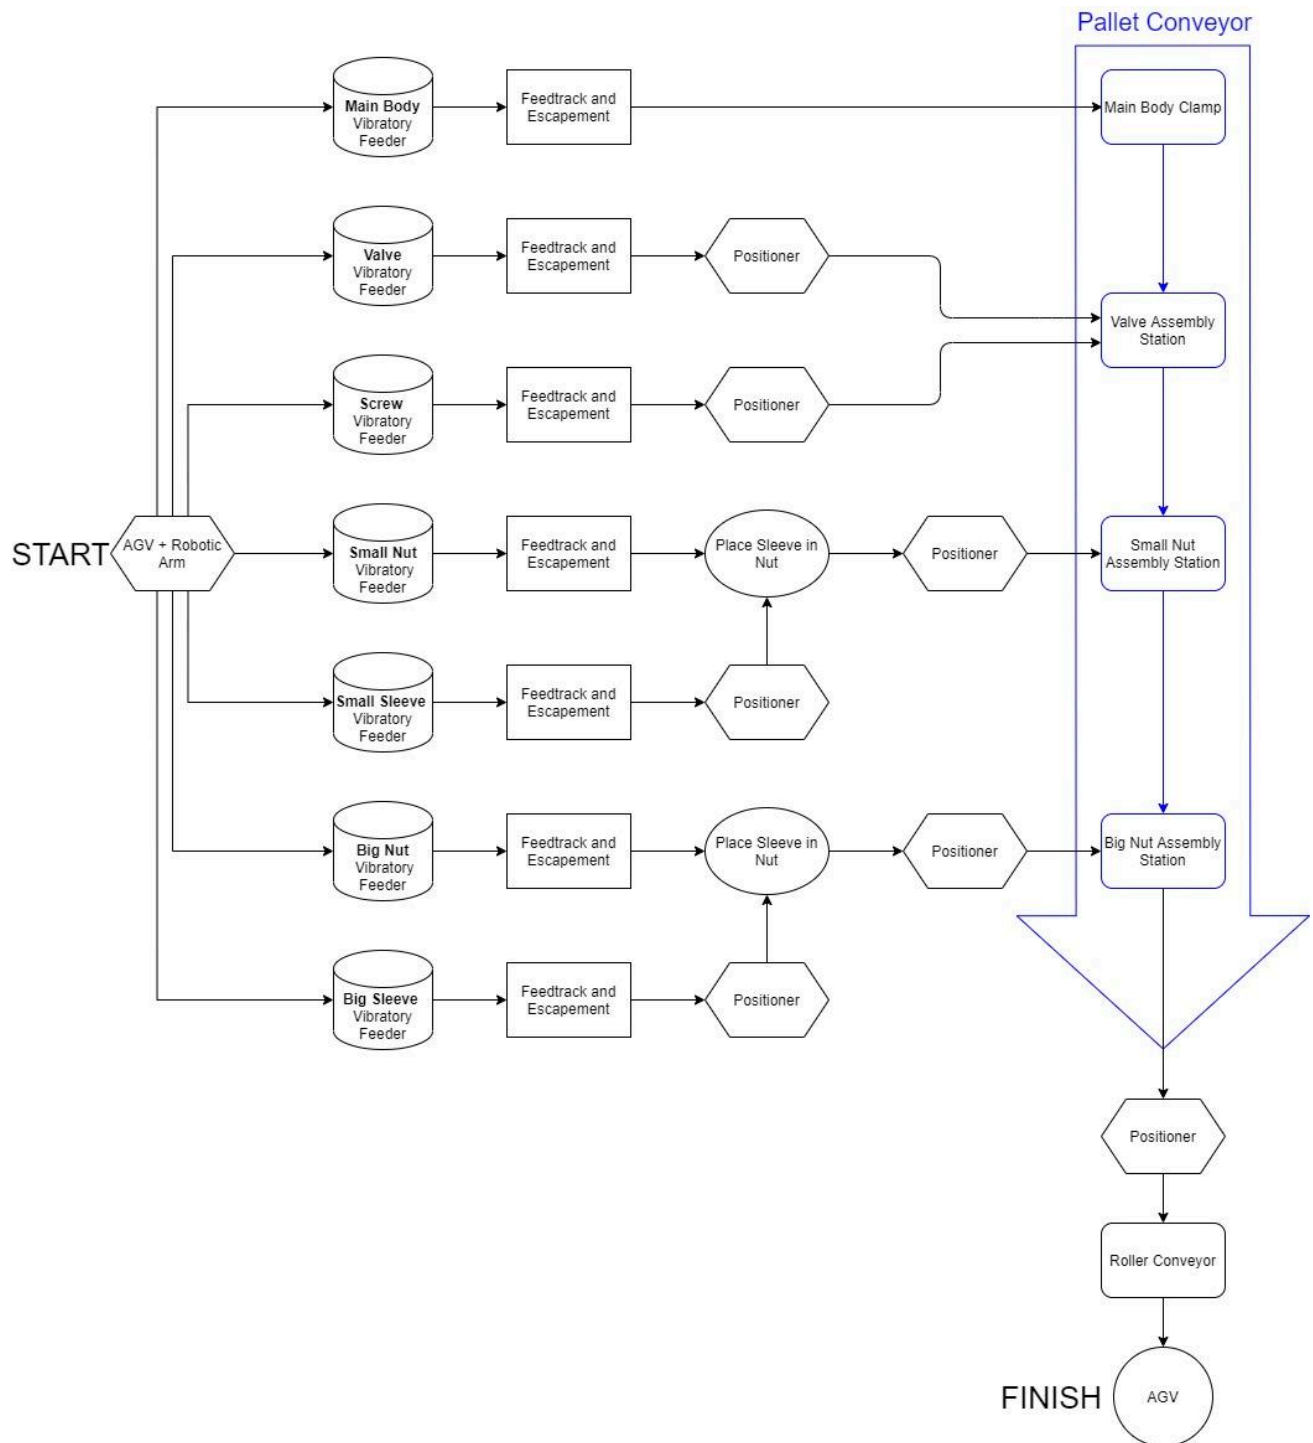 Pallet Conveyor
Main Body
Vibratory
Feeder
Feedtrack and
Escapement
Main Body Clamp
Valve
Vibratory
Feeder
Feedtrack and
Escapement
Positioner
Valve Assembly
Station
Screw
Vibratory
Feeder
Feedtrack and
Escapement
Positioner
START
AGV + Robotic
Arm
Small Nut
Vibratory
Feeder
Feedtrack and
Escapement
Place Sleeve in
Nut
Positioner
Small Nut
Assembly Station
Small Sleeve
Vibratory
Feeder
Feedtrack and
Escapement
Positioner
Big Nut
Vibratory
Feeder
Feedtrack and
Escapement
Place Sleeve in
Nut
Positioner
Big Nut Assembly
Station
Big Sleeve
Vibratory
Feeder
Feedtrack and
Escapement
Positioner
Positioner
Roller Conveyor
FINISH
AGV